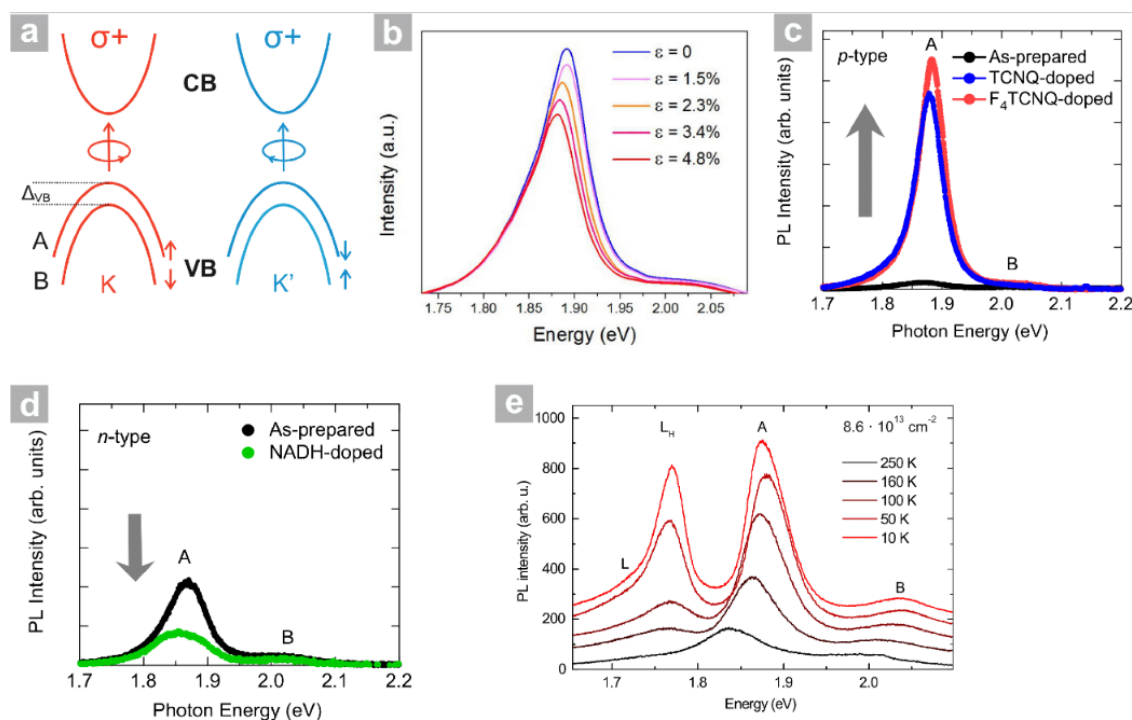 a
σ+
σ+
CB
Δ_VB
A
B
K
VB
K'
b
Intensity (a.u.)
ε = 0
ε = 1.5%
ε = 2.3%
ε = 3.4%
ε = 4.8%
1.75 1.80 1.85 1.90 1.95 2.00 2.05
Energy (eV)
c
p-type
A
As-prepared
TCNQ-doped
F₄TCNQ-doped
PL Intensity (arb. units)
B
1.7 1.8 1.9 2.0 2.1 2.2
Photon Energy (eV)
d
n-type
As-prepared
NADH-doped
PL Intensity (arb. units)
A
B
1.7 1.8 1.9 2.0 2.1 2.2
Photon Energy (eV)
e
1000
800
600
400
200
0
PL intensity (arb. u.)
L_H
A
8.6 · 10¹³ cm⁻²
250 K
160 K
100 K
50 K
10 K
L
B
1.7 1.8 1.9 2.0
Energy (eV)